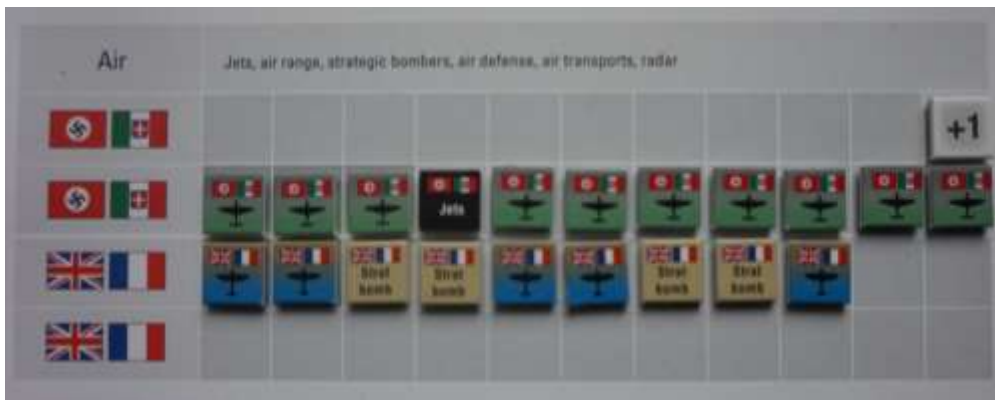 Air
Jets, air range, strategic bombers, air defense, air transports, radar
+1
Jets
Strat
bomb
Strat
bomb
Strat
bomb
Strat
bomb